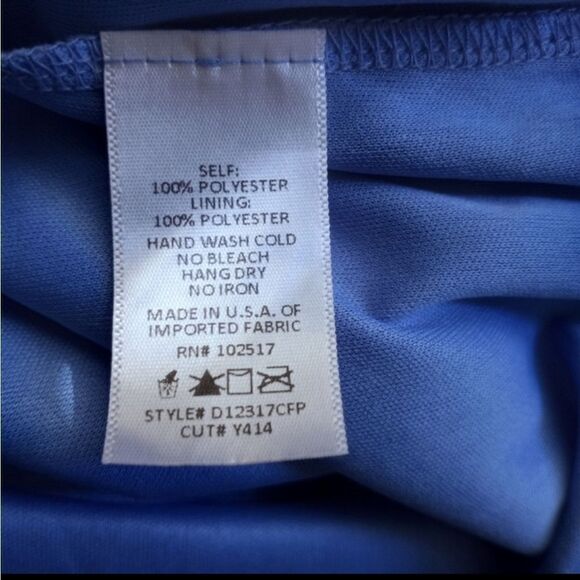 SELF:
100% POLYESTER
LINING:
100% POLYESTER
HAND WASH COLD
NO BLEACH
HANG DRY
NO IRON
MADE IN U.S.A. OF
IMPORTED FABRIC
RN# 102517
STYLE# D12317CFP
CUT# Y414